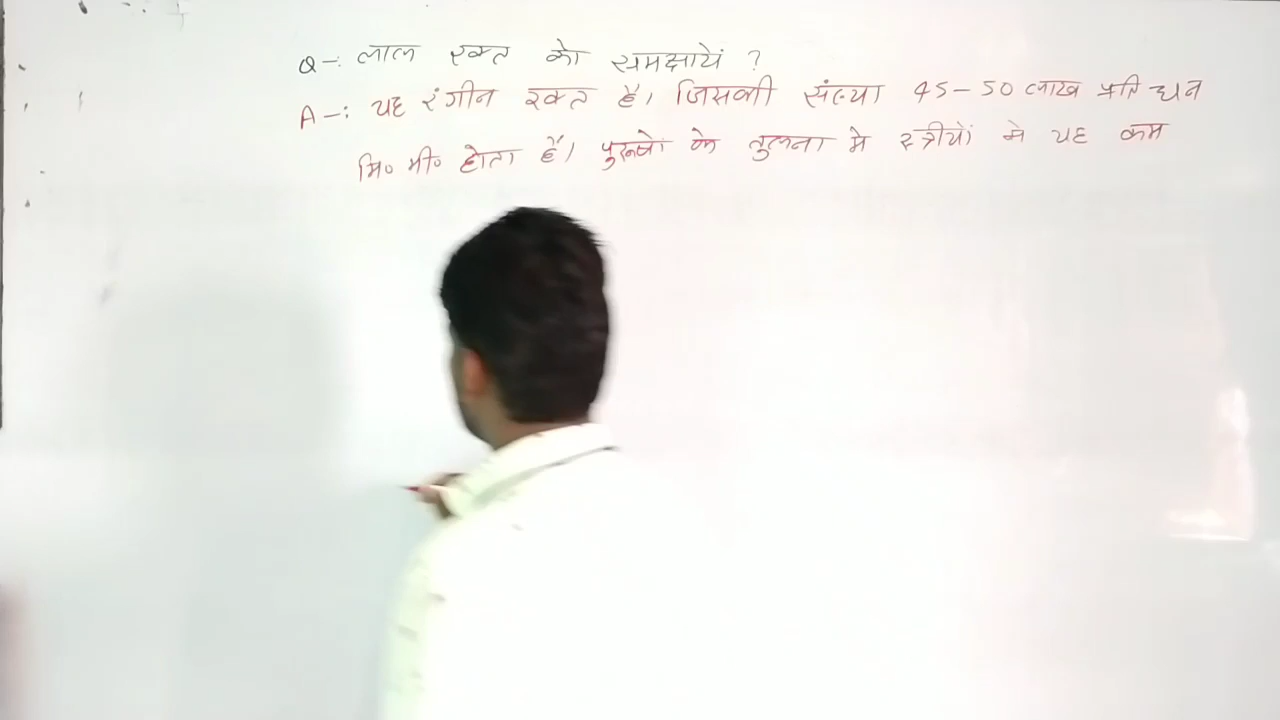 Q-: लाल रक्त को समझायें ?
A-: यह रंगीन रक्त है। जिसकी संख्या 45-50 लाख प्रति घन
मि० मी० होता है। पुरूषो के तुलना मे स्त्रीयों मे यह कम